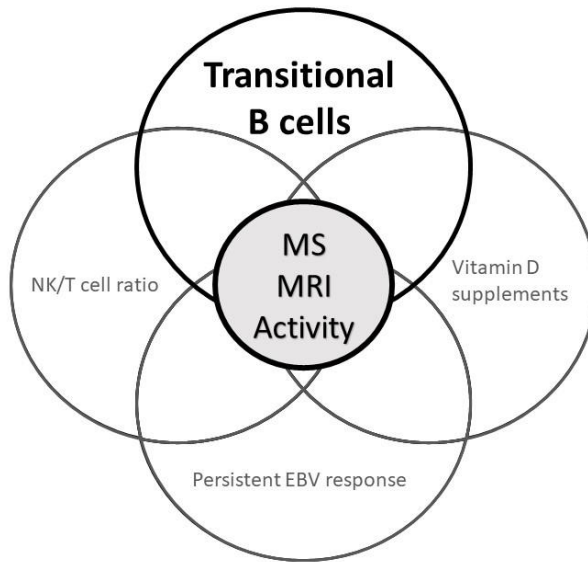 Transitional
B cells
NK/T cell ratio
MS
MRI
Activity
Vitamin D
supplements
Persistent EBV response